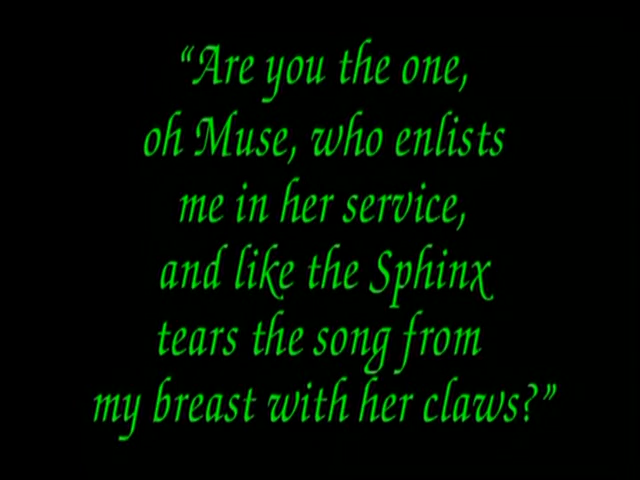 “Are you the one,
oh Muse, who enlists
me in her service,
and like the Sphinx
tears the song from
my breast with her claws?”